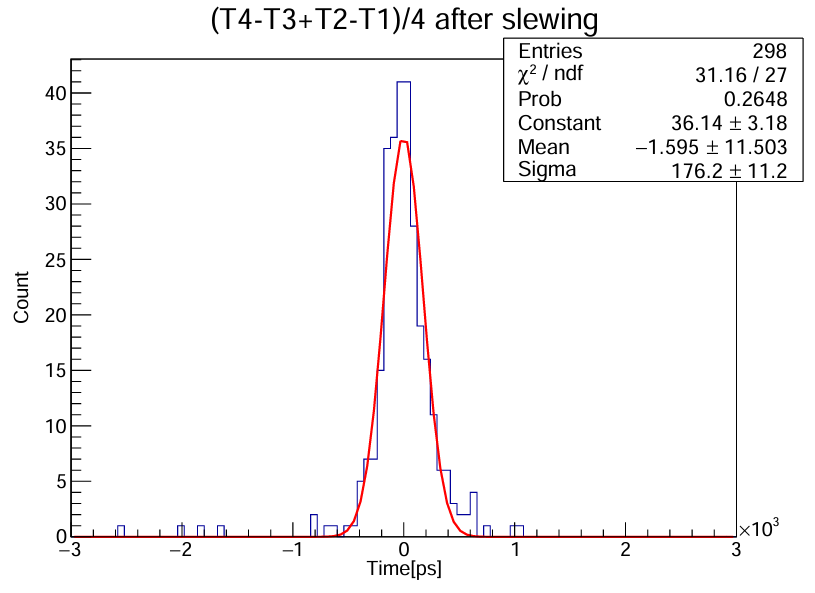 (T4-T3+T2-T1)/4 after slewing
Entries 298
χ² / ndf 31.16 / 27
Prob 0.2648
Constant 36.14 ± 3.18
Mean −1.595 ± 11.503
Sigma 176.2 ± 11.2
40
35
30
25
20
15
10
5
0
Count
−3 −2 −1 0 1 2 3
×10³
Time[ps]